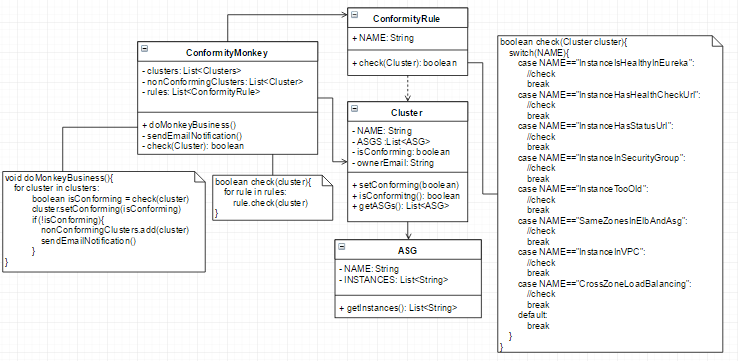 ConformityMonkey
- clusters: List<Clusters>
- nonConformingClusters: List<Cluster>
- rules: List<ConformityRule>
+ doMonkeyBusiness()
- sendEmailNotification()
- check(Cluster): boolean
ConformityRule
+ NAME: String
+ check(Cluster): boolean
Cluster
- NAME: String
- ASGS :List<ASG>
- isConforming: boolean
- ownerEmail: String
+ setConforming(boolean)
+ isConformitng(): boolean
+ getASGs(): List<ASG>
ASG
- NAME: String
- INSTANCES: List<String>
+ getInstances(): List<String>
void doMonkeyBusiness(){
for cluster in clusters:
boolean isConforming = check(cluster)
cluster.setConforming(isConforming)
if (!isConforming){
nonConformingClusters.add(cluster)
sendEmailNotification()
}
}
boolean check(cluster){
for rule in rules:
rule.check(cluster)
}
boolean check(Cluster cluster){
switch(NAME){
case NAME=="InstanceIsHealthyInEureka":
//check
break
case NAME=="InstanceHasHealthCheckUrl":
//check
break
case NAME=="InstanceHasStatusUrl":
//check
break
case NAME=="InstanceInSecurityGroup":
//check
break
case NAME=="InstanceTooOld":
//check
break
case NAME=="SameZonesInElbAndAsg":
//check
break
case NAME=="InstanceInVPC":
//check
break
case NAME=="CrossZoneLoadBalancing":
//check
break
default:
break
}
}